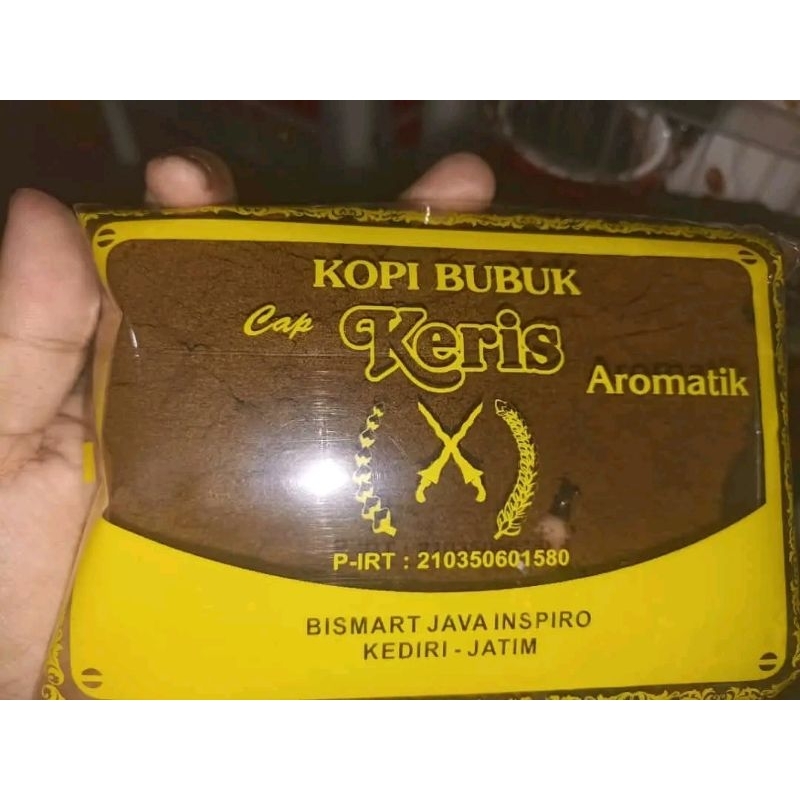 KOPI BUBUK
Cap Keris
Aromatik
P-IRT : 210350601580
BISMART JAVA INSPIRO
KEDIRI - JATIM